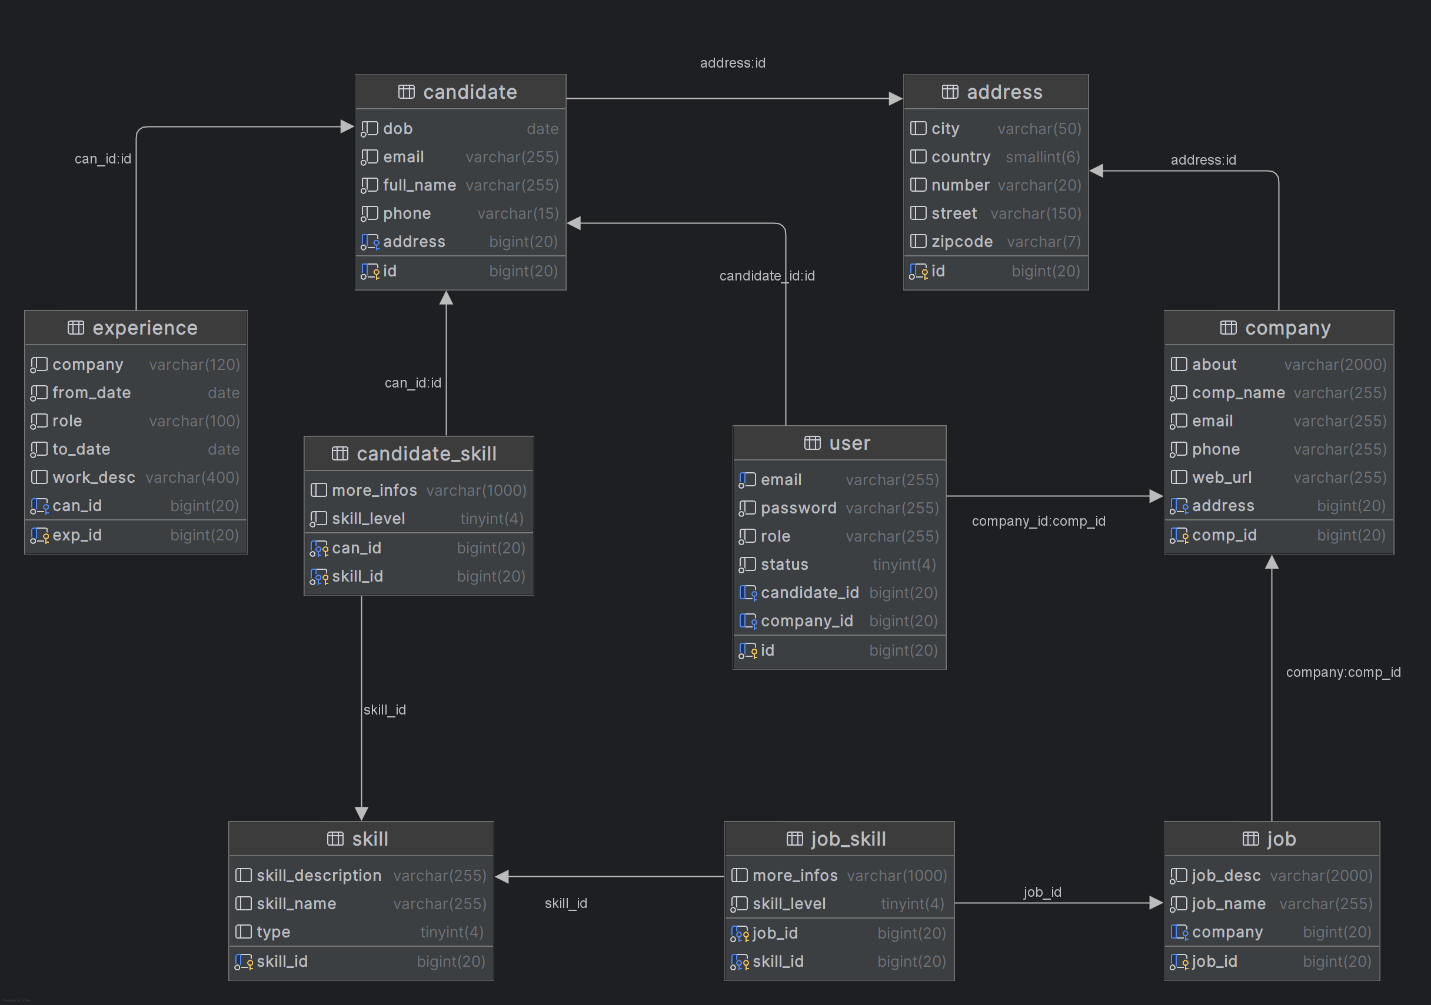 address:id
candidate
dob date
email varchar(255)
full_name varchar(255)
phone varchar(15)
address bigint(20)
id bigint(20)
address
city varchar(50)
country smallint(6)
number varchar(20)
street varchar(150)
zipcode varchar(7)
id bigint(20)
can_id:id
address:id
candidate_id:id
experience
company varchar(120)
from_date date
role varchar(100)
to_date date
work_desc varchar(400)
can_id bigint(20)
exp_id bigint(20)
company
about varchar(2000)
comp_name varchar(255)
email varchar(255)
phone varchar(255)
web_url varchar(255)
address bigint(20)
comp_id bigint(20)
can_id:id
candidate_skill
more_infos varchar(1000)
skill_level tinyint(4)
can_id bigint(20)
skill_id bigint(20)
user
email varchar(255)
password varchar(255)
role varchar(255)
status tinyint(4)
candidate_id bigint(20)
company_id bigint(20)
id bigint(20)
company_id:comp_id
company:comp_id
skill_id
skill
skill_description varchar(255)
skill_name varchar(255)
type tinyint(4)
skill_id bigint(20)
skill_id
job_skill
more_infos varchar(1000)
skill_level tinyint(4)
job_id bigint(20)
skill_id bigint(20)
job_id
job
job_desc varchar(2000)
job_name varchar(255)
company bigint(20)
job_id bigint(20)